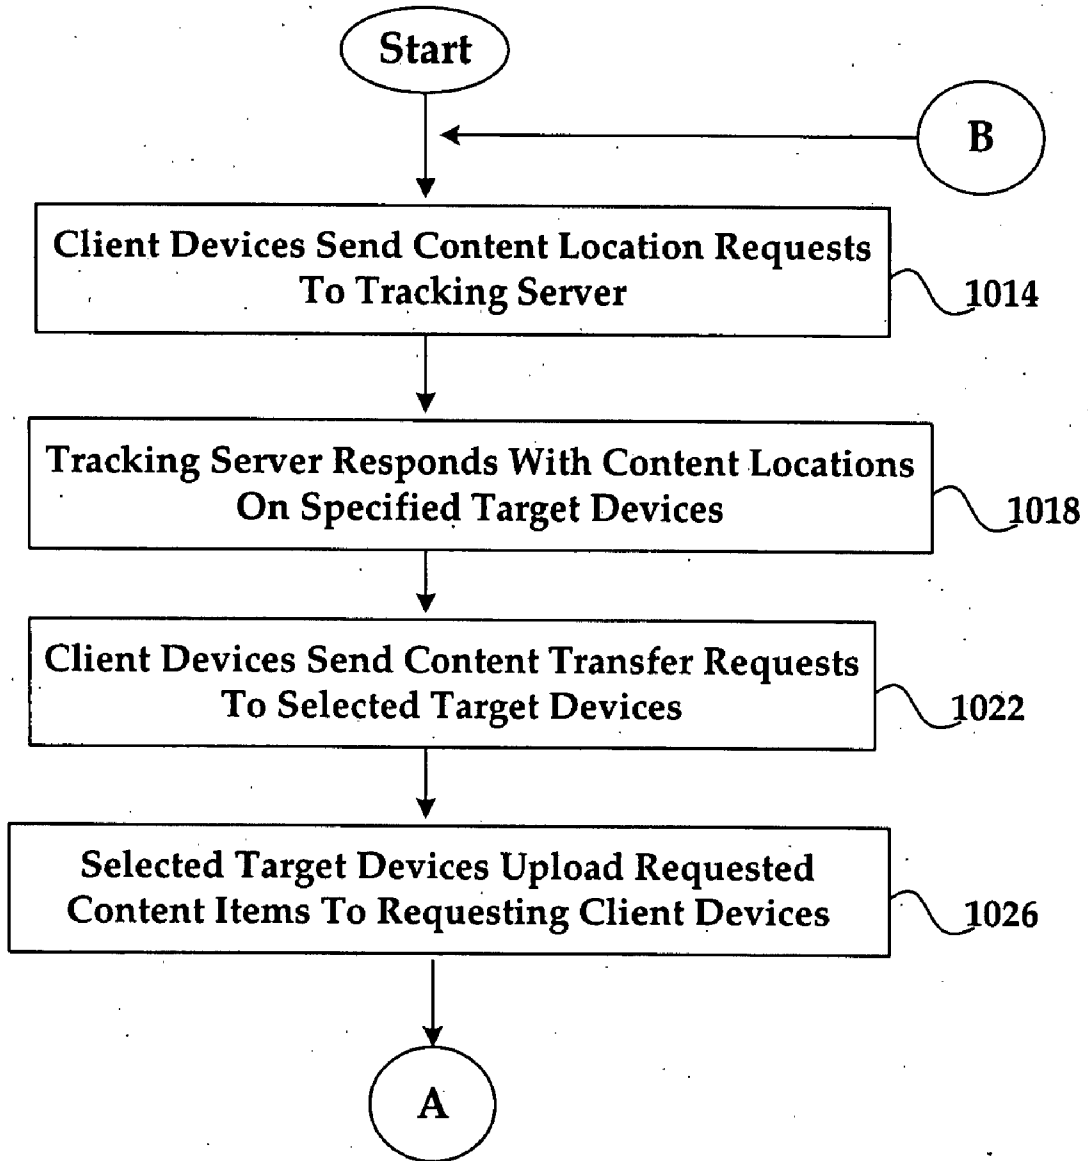 Start
B
Client Devices Send Content Location Requests
To Tracking Server
1014
Tracking Server Responds With Content Locations
On Specified Target Devices
1018
Client Devices Send Content Transfer Requests
To Selected Target Devices
1022
Selected Target Devices Upload Requested
Content Items To Requesting Client Devices
1026
A